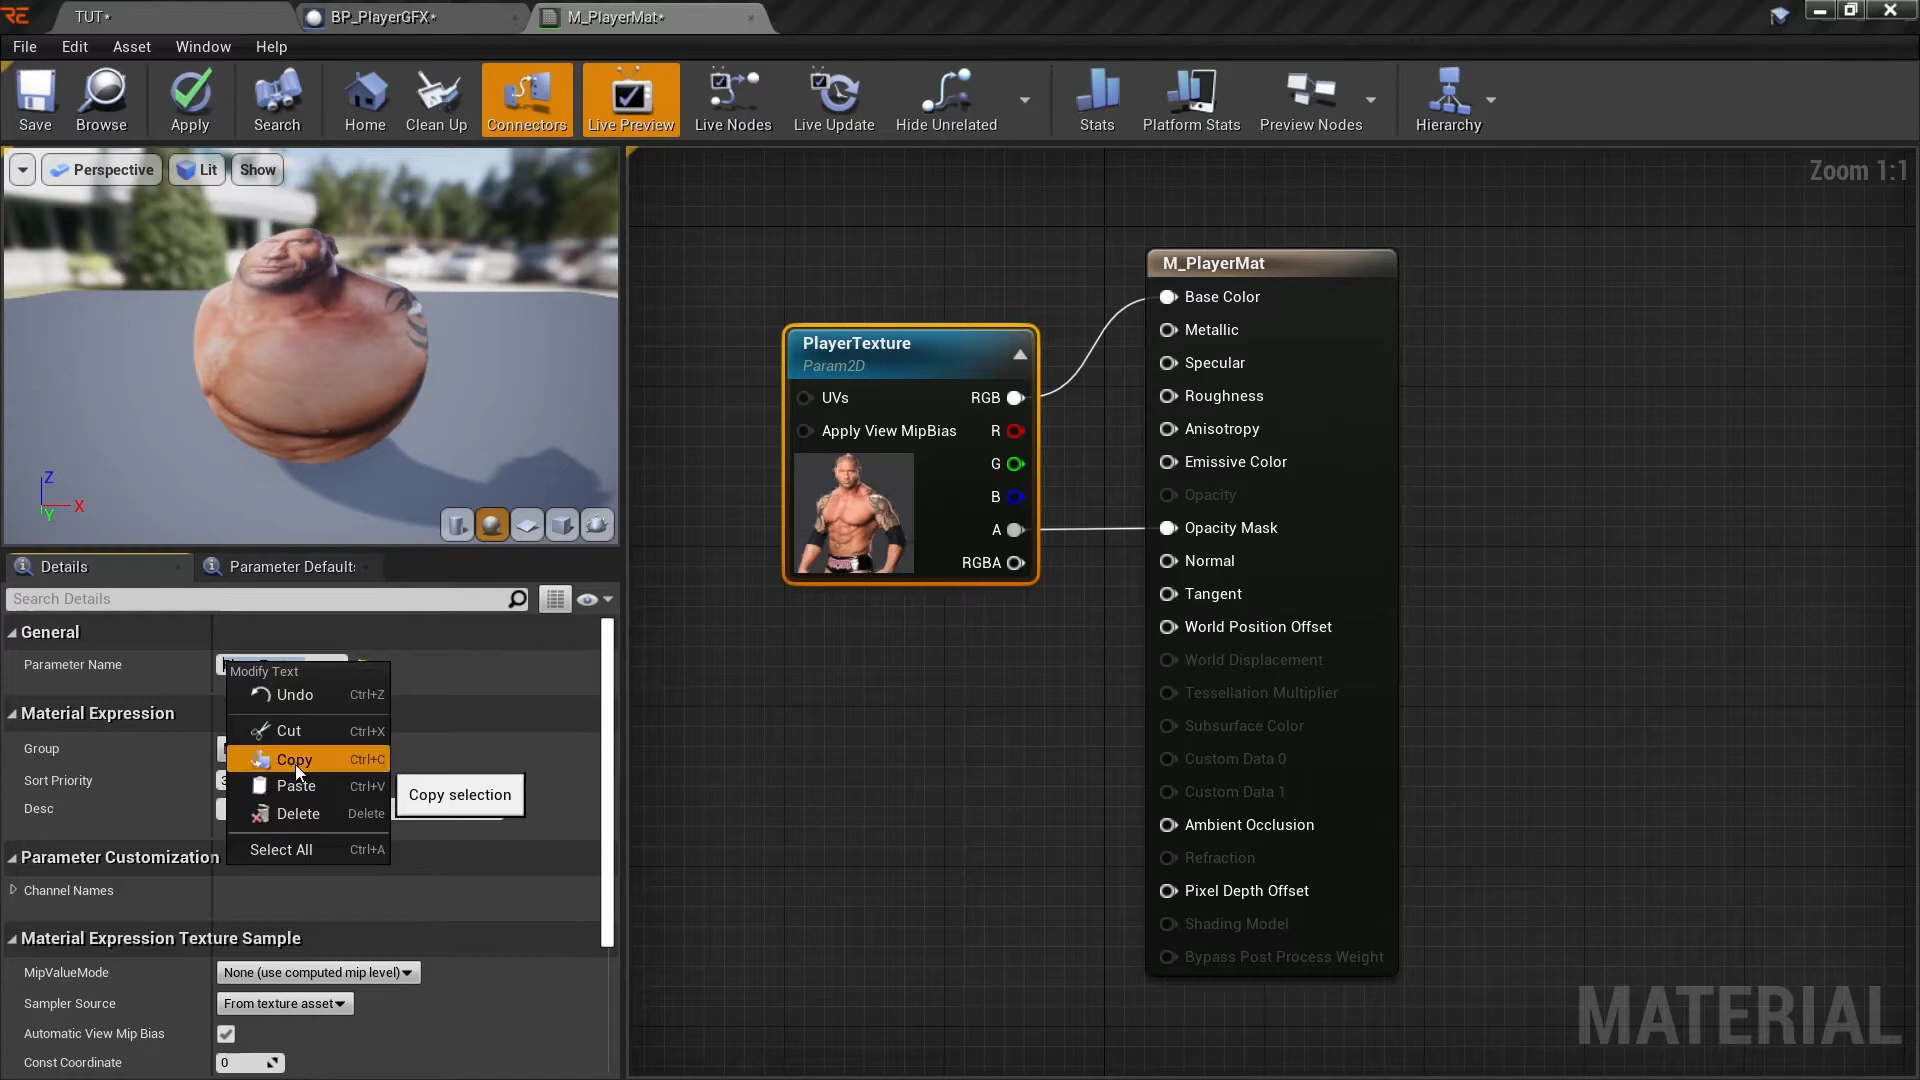 TUT*
BP_PlayerGFX*
M_PlayerMat*
File Edit Asset Window Help
Save Browse Apply Search Home Clean Up Connectors Live Preview Live Nodes Live Update Hide Unrelated Stats Platform Stats Preview Nodes Hierarchy
Perspective Lit Show
Zoom 1:1
Z
X
Y
PlayerTexture
Param2D
UVs RGB
Apply View MipBias R
G
B
A
RGBA
M_PlayerMat
Base Color
Metallic
Specular
Roughness
Anisotropy
Emissive Color
Opacity
Opacity Mask
Normal
Tangent
World Position Offset
World Displacement
Tessellation Multiplier
Subsurface Color
Custom Data 0
Custom Data 1
Ambient Occlusion
Refraction
Pixel Depth Offset
Shading Model
Bypass Post Process Weight
MATERIAL
Details Parameter Default
Search Details
General
Parameter Name
Material Expression
Group
Sort Priority
Desc
Parameter Customization
Channel Names
Material Expression Texture Sample
MipValueMode None (use computed mip level)
Sampler Source From texture asset
Automatic View Mip Bias
Const Coordinate 0
Modify Text
Undo Ctrl+Z
Cut Ctrl+X
Copy Ctrl+C
Paste Ctrl+V
Delete Delete
Select All Ctrl+A
Copy selection